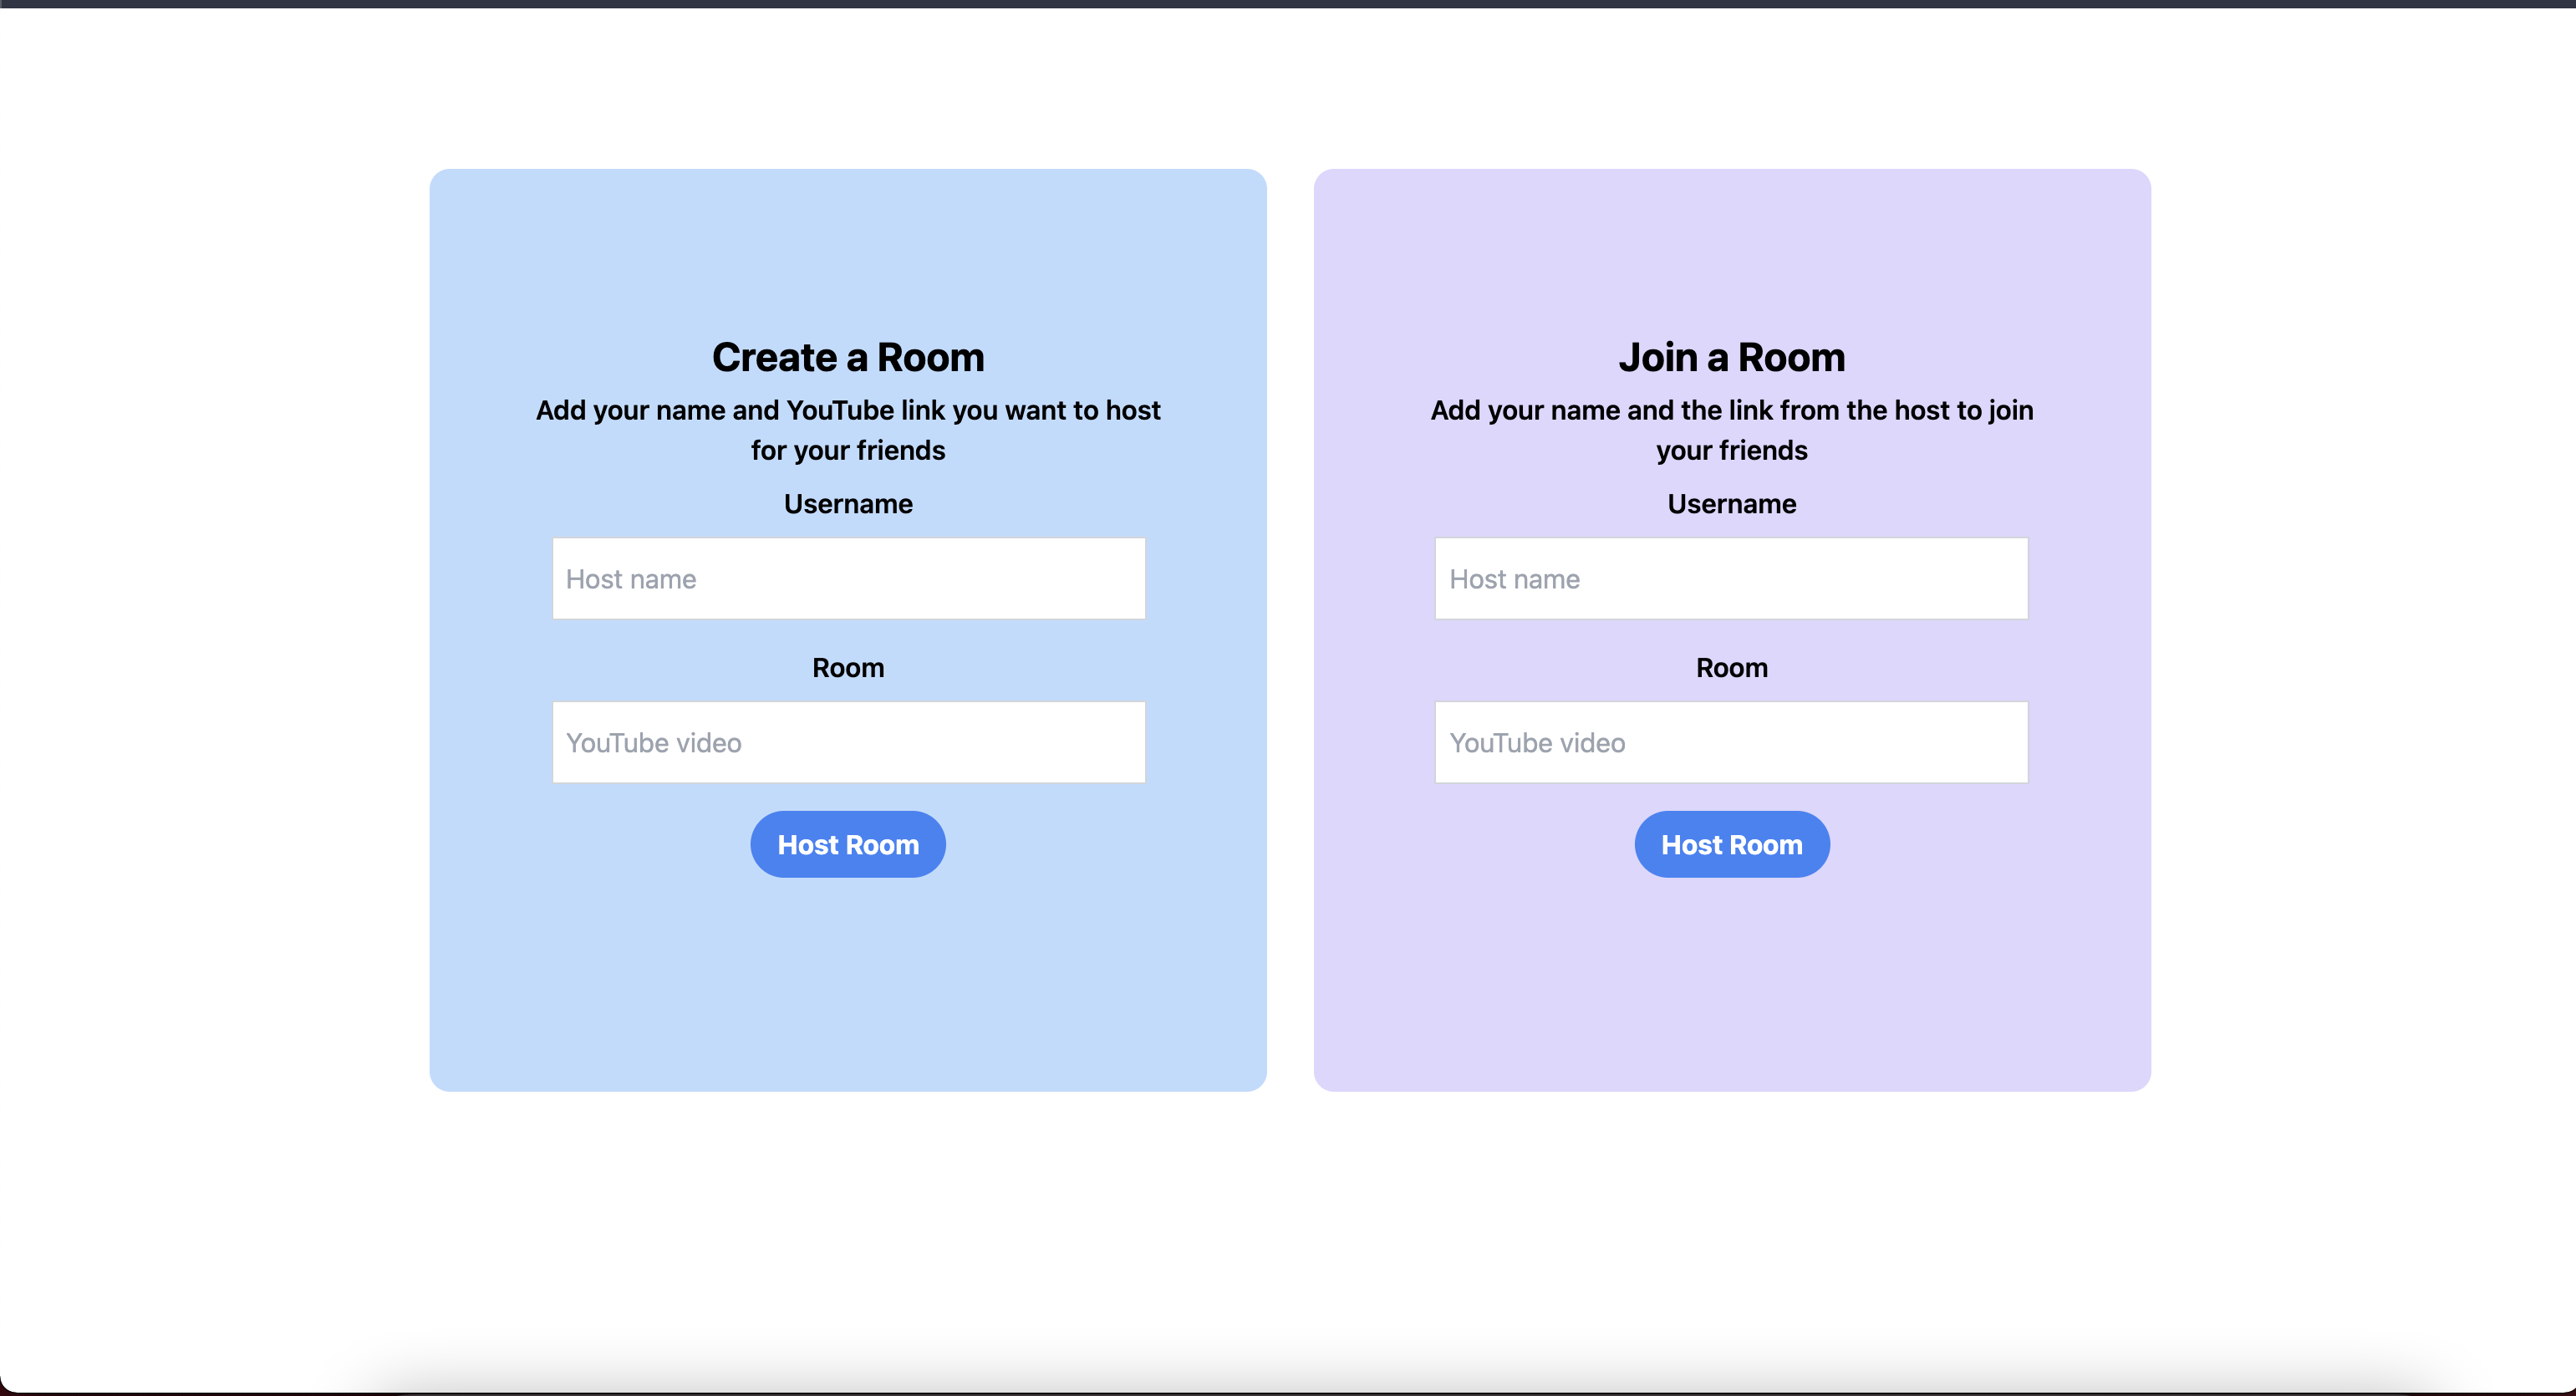 Create a Room
Add your name and YouTube link you want to host
for your friends
Username
Host name
Room
YouTube video
Host Room
Join a Room
Add your name and the link from the host to join
your friends
Username
Host name
Room
YouTube video
Host Room